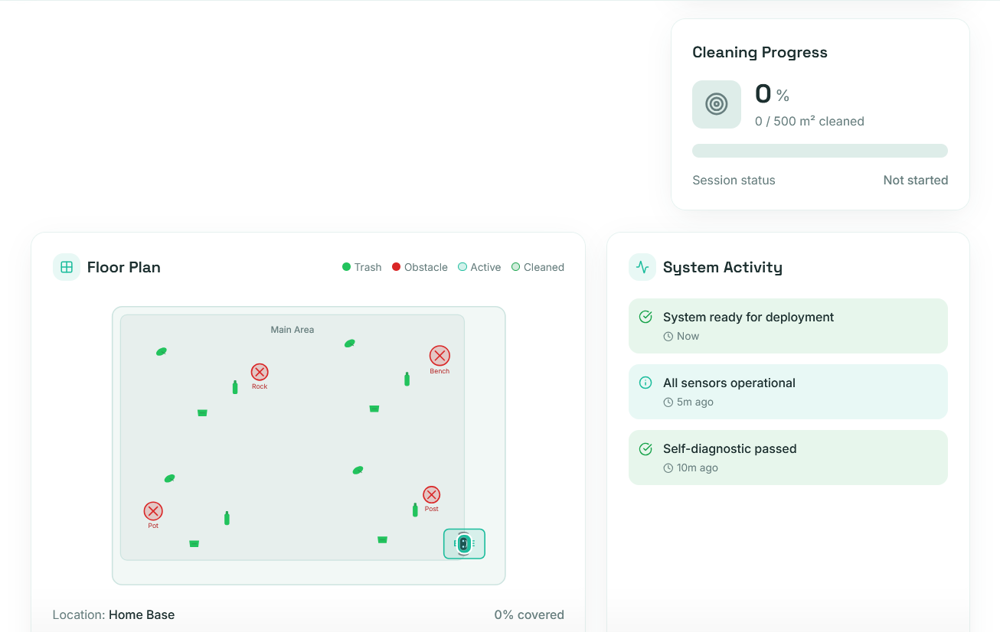 Cleaning Progress
0 %
0 / 500 m² cleaned
Session status Not started
Floor Plan
Trash Obstacle Active Cleaned
Main Area
Bench
Rock
Post
Pot
Location: Home Base 0% covered
System Activity
System ready for deployment
Now
All sensors operational
5m ago
Self-diagnostic passed
10m ago